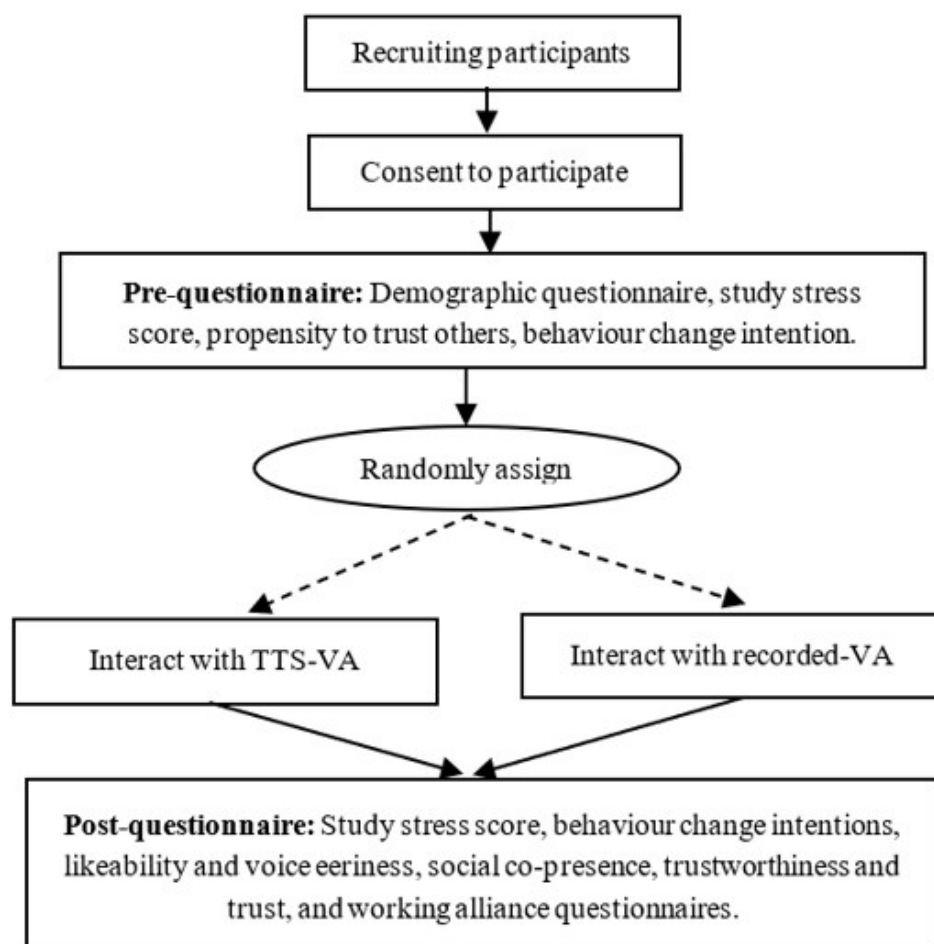 Recruiting participants
Consent to participate
Pre-questionnaire: Demographic questionnaire, study stress
score, propensity to trust others, behaviour change intention.
Randomly assign
Interact with TTS-VA
Interact with recorded-VA
Post-questionnaire: Study stress score, behaviour change intentions,
likeability and voice eeriness, social co-presence, trustworthiness and
trust, and working alliance questionnaires.